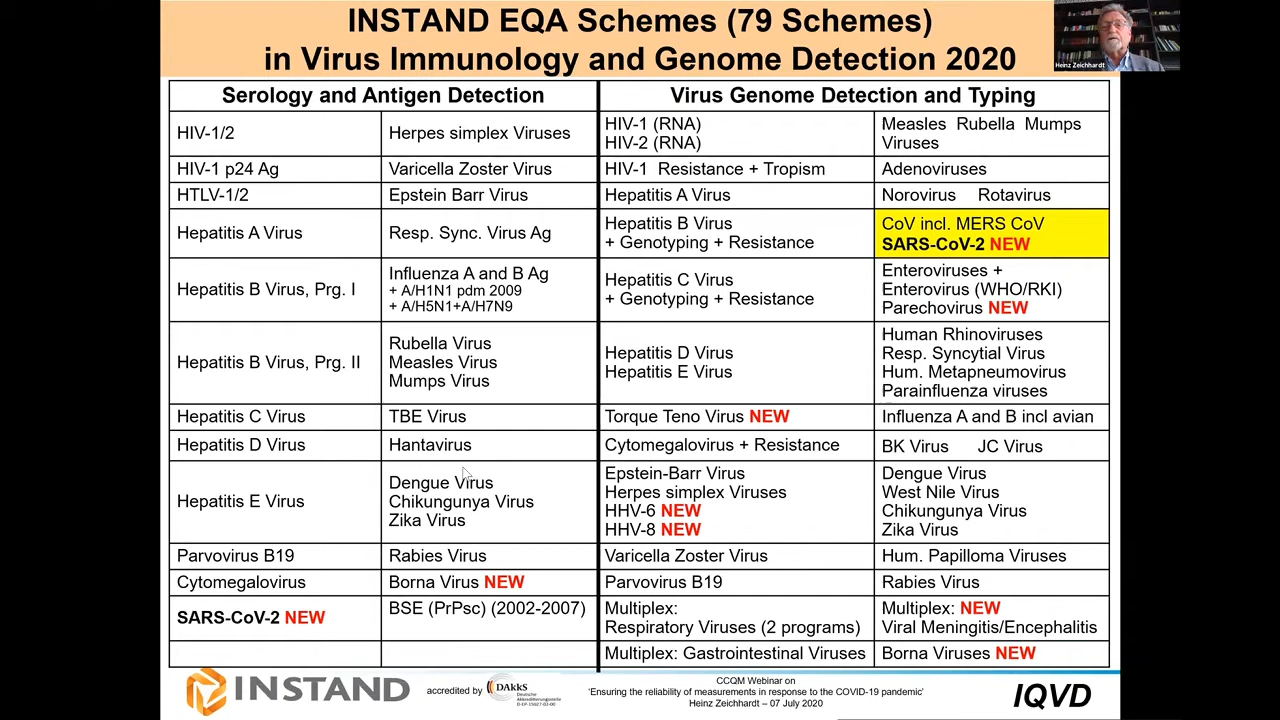 INSTAND EQA Schemes (79 Schemes)
in Virus Immunology and Genome Detection 2020
Heinz Zeichhardt
Serology and Antigen Detection
Virus Genome Detection and Typing
HIV-1/2
Herpes simplex Viruses
HIV-1 (RNA)
HIV-2 (RNA)
Measles Rubella Mumps
Viruses
HIV-1 p24 Ag
Varicella Zoster Virus
HIV-1 Resistance + Tropism
Adenoviruses
HTLV-1/2
Epstein Barr Virus
Hepatitis A Virus
Norovirus Rotavirus
Hepatitis A Virus
Resp. Sync. Virus Ag
Hepatitis B Virus
+ Genotyping + Resistance
CoV incl. MERS CoV
SARS-CoV-2 NEW
Hepatitis B Virus, Prg. I
Influenza A and B Ag
+ A/H1N1 pdm 2009
+ A/H5N1+A/H7N9
Hepatitis C Virus
+ Genotyping + Resistance
Enteroviruses +
Enterovirus (WHO/RKI)
Parechovirus NEW
Hepatitis B Virus, Prg. II
Rubella Virus
Measles Virus
Mumps Virus
Hepatitis D Virus
Hepatitis E Virus
Human Rhinoviruses
Resp. Syncytial Virus
Hum. Metapneumovirus
Parainfluenza viruses
Hepatitis C Virus
TBE Virus
Torque Teno Virus NEW
Influenza A and B incl avian
Hepatitis D Virus
Hantavirus
Cytomegalovirus + Resistance
BK Virus JC Virus
Hepatitis E Virus
Dengue Virus
Chikungunya Virus
Zika Virus
Epstein-Barr Virus
Herpes simplex Viruses
HHV-6 NEW
HHV-8 NEW
Dengue Virus
West Nile Virus
Chikungunya Virus
Zika Virus
Parvovirus B19
Rabies Virus
Varicella Zoster Virus
Hum. Papilloma Viruses
Cytomegalovirus
Borna Virus NEW
Parvovirus B19
Rabies Virus
SARS-CoV-2 NEW
BSE (PrPsc) (2002-2007)
Multiplex:
Respiratory Viruses (2 programs)
Multiplex: NEW
Viral Meningitis/Encephalitis
Multiplex: Gastrointestinal Viruses
Borna Viruses NEW
INSTAND
accredited by
DAkkS
Deutsche
Akkreditierungsstelle
D-EP-15027-02-00
CCQM Webinar on
'Ensuring the reliability of measurements in response to the COVID-19 pandemic'
Heinz Zeichhardt – 07 July 2020
IQVD